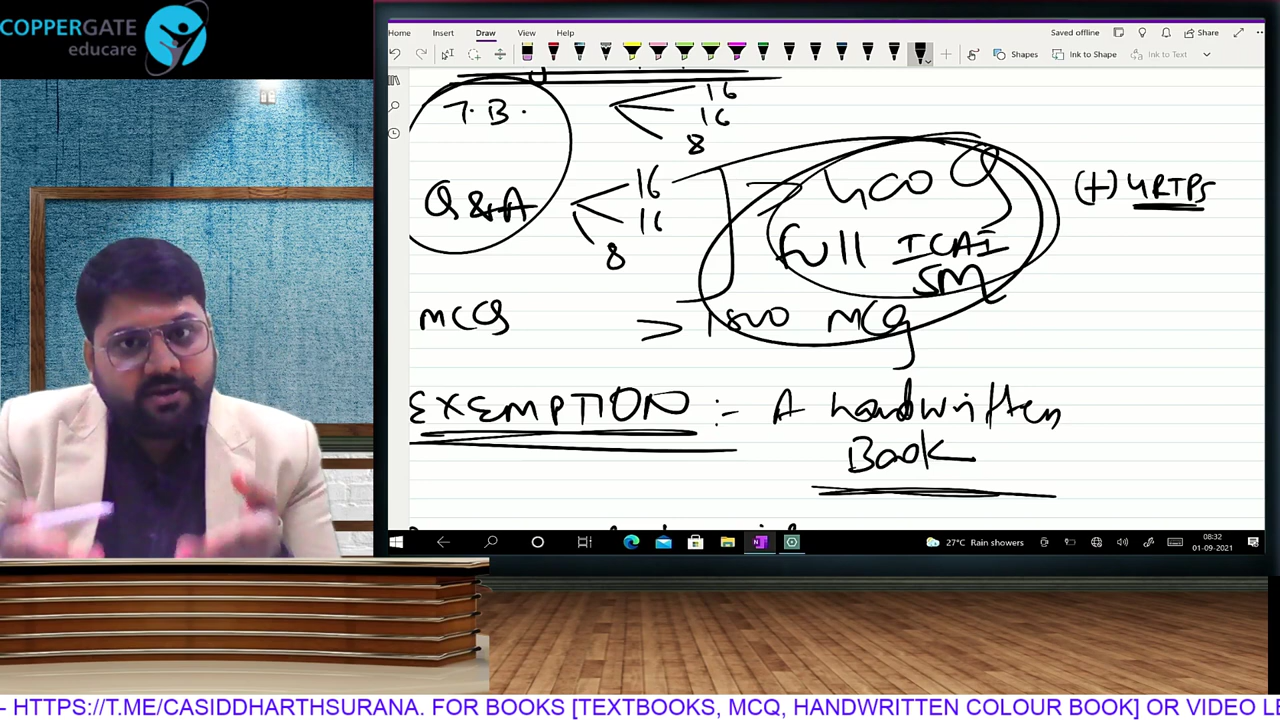 COPPERGATE
educare
Home Insert Draw View Help
Saved offline
Share
Shapes
Ink to Shape
Ink to Text
T. B.
16
16
8
Q & A
16
16
8
400 Q
Full ICAI
SM
(+) 4 RTPs
MCQ
MCQ
EXEMPTION :- A handwritten
Book
27°C Rain showers
08:32
01-09-2021
- HTTPS://T.ME/CASIDDHARTHSURANA. FOR BOOKS [TEXTBOOKS, MCQ, HANDWRITTEN COLOUR BOOK] OR VIDEO LE